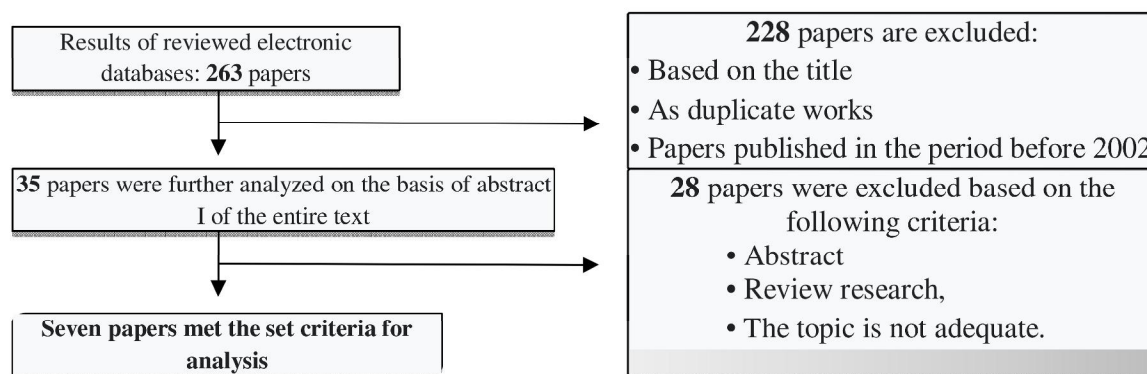 Results of reviewed electronic
databases: 263 papers
228 papers are excluded:
• Based on the title
• As duplicate works
• Papers published in the period before 2002
35 papers were further analyzed on the basis of abstract
I of the entire text
28 papers were excluded based on the
following criteria:
• Abstract
• Review research,
• The topic is not adequate.
Seven papers met the set criteria for
analysis